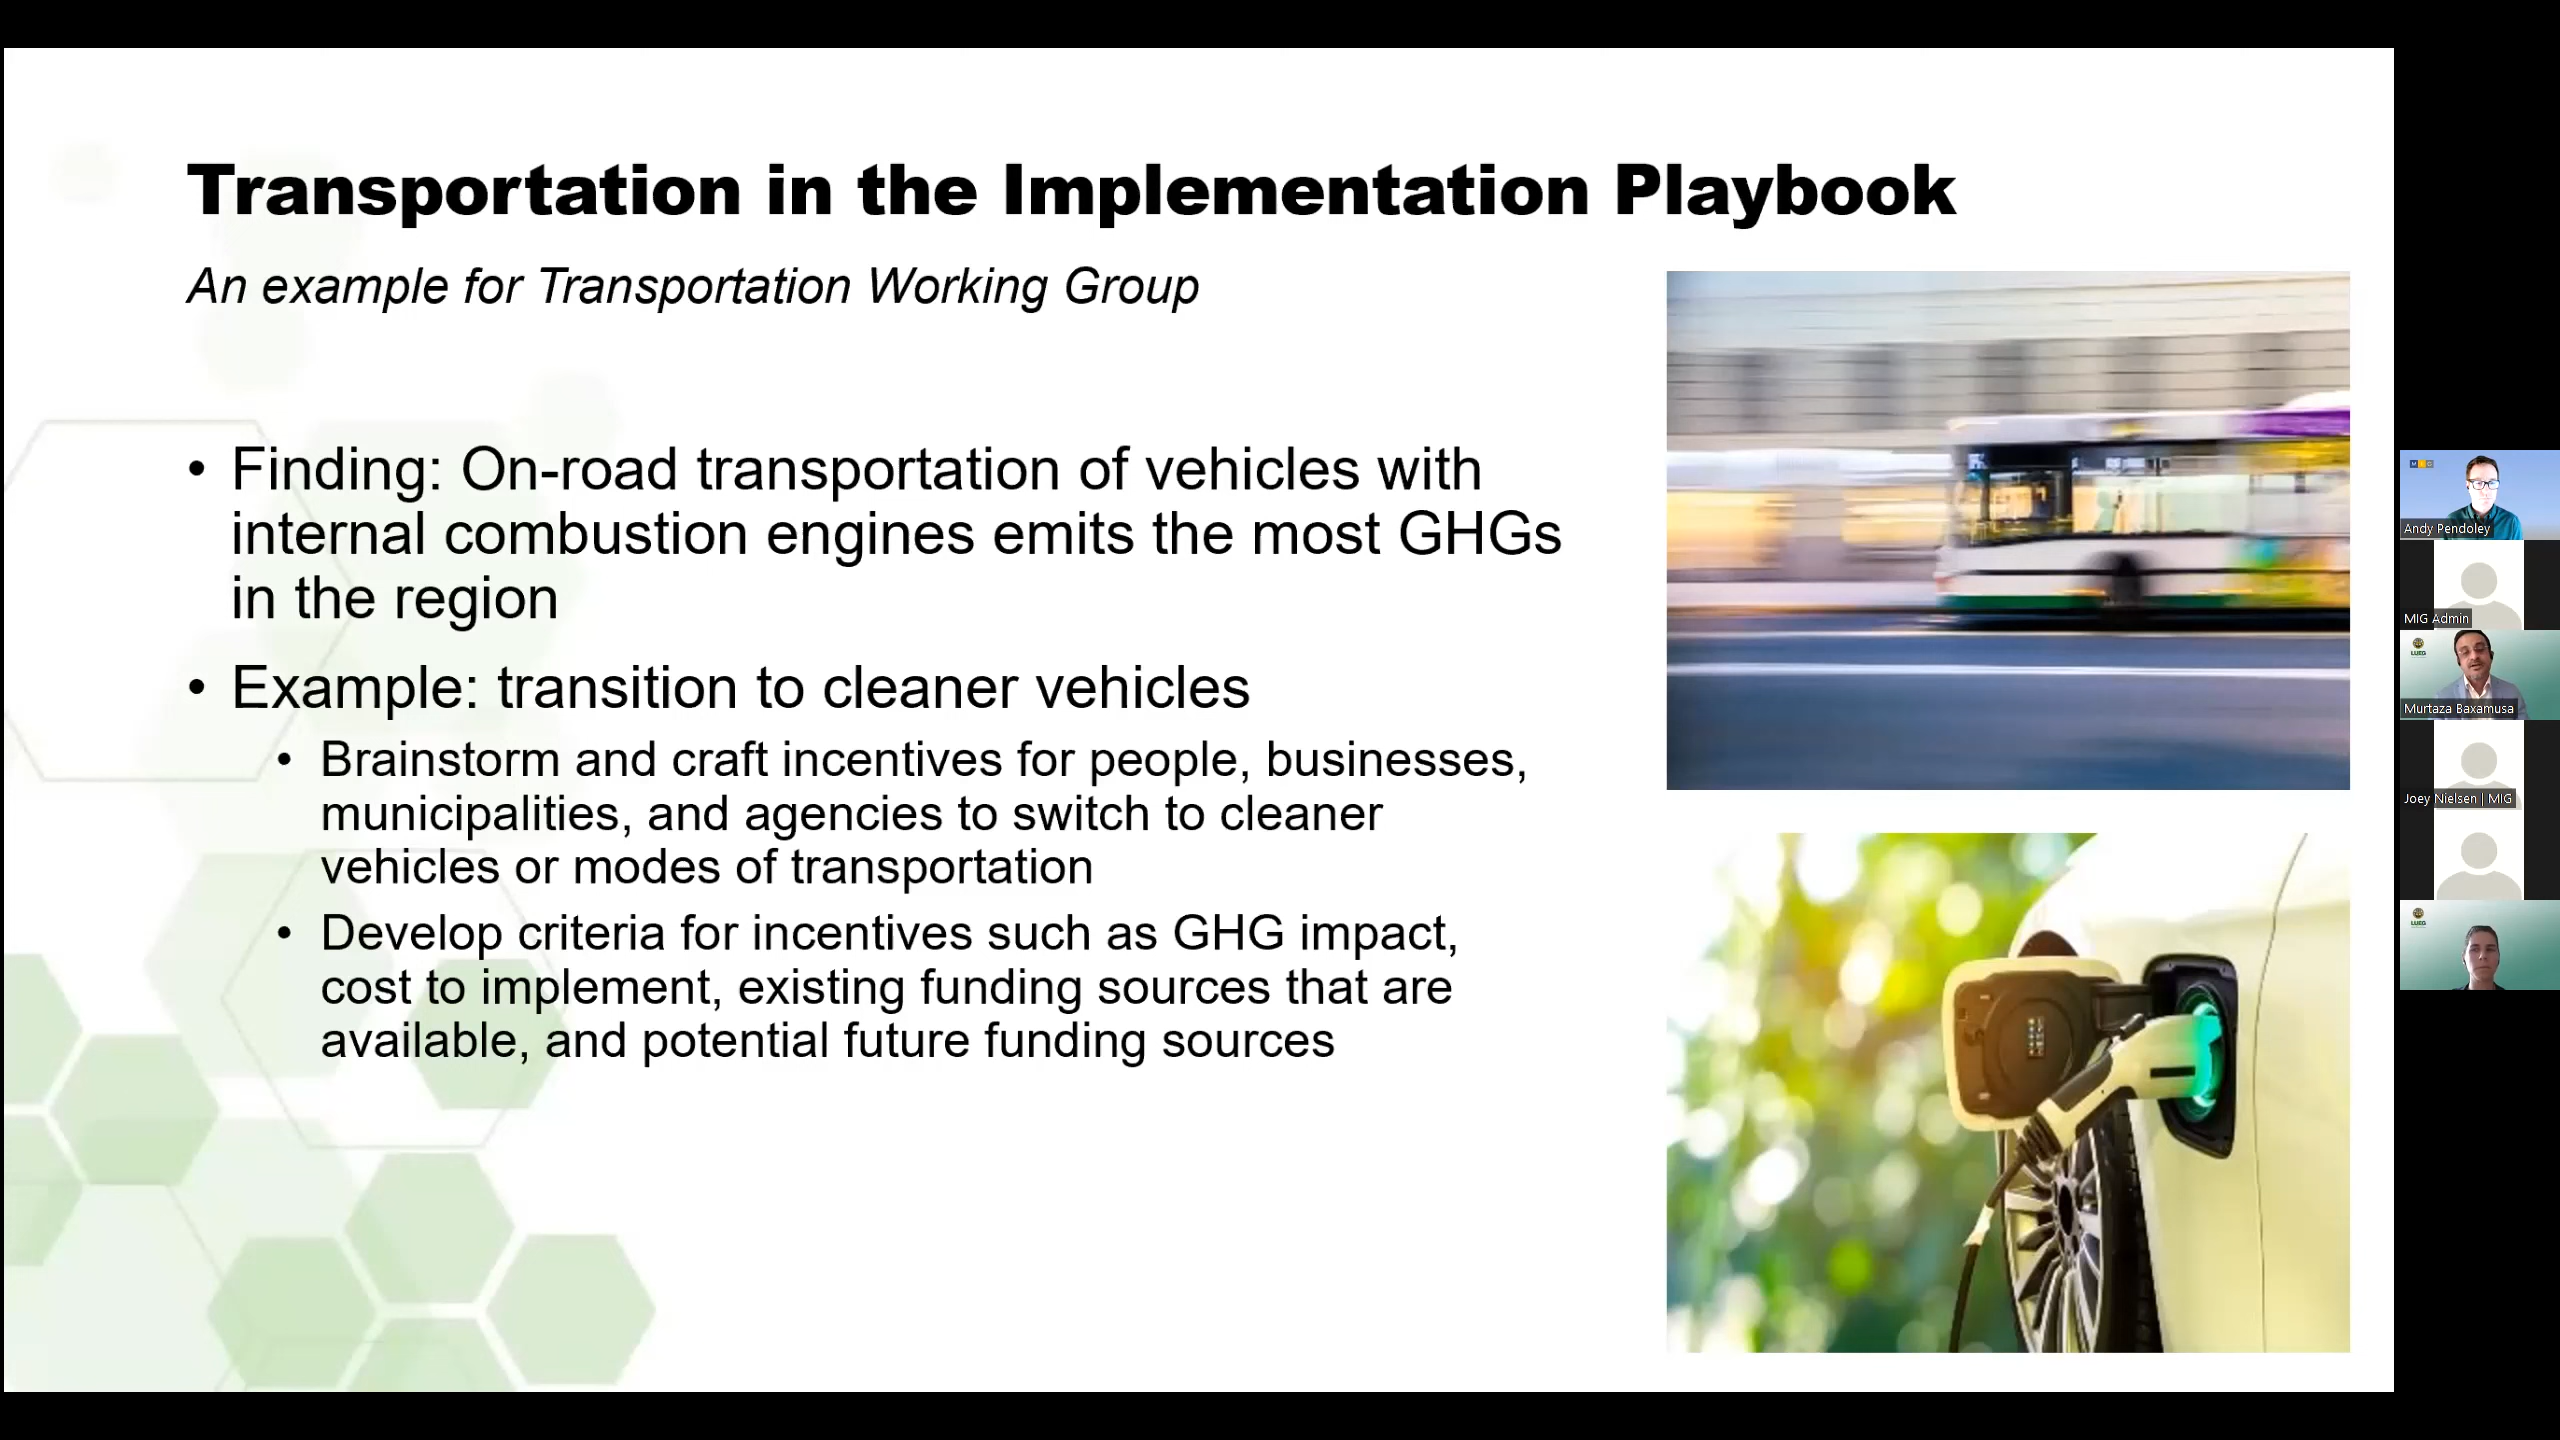 Transportation in the Implementation Playbook
An example for Transportation Working Group
• Finding: On-road transportation of vehicles with
internal combustion engines emits the most GHGs
in the region
• Example: transition to cleaner vehicles
• Brainstorm and craft incentives for people, businesses,
municipalities, and agencies to switch to cleaner
vehicles or modes of transportation
• Develop criteria for incentives such as GHG impact,
cost to implement, existing funding sources that are
available, and potential future funding sources
M I G
Andy Pendoley
MIG Admin
LUEG
Murtaza Baxamusa
Joey Nielsen | MIG
LUEG